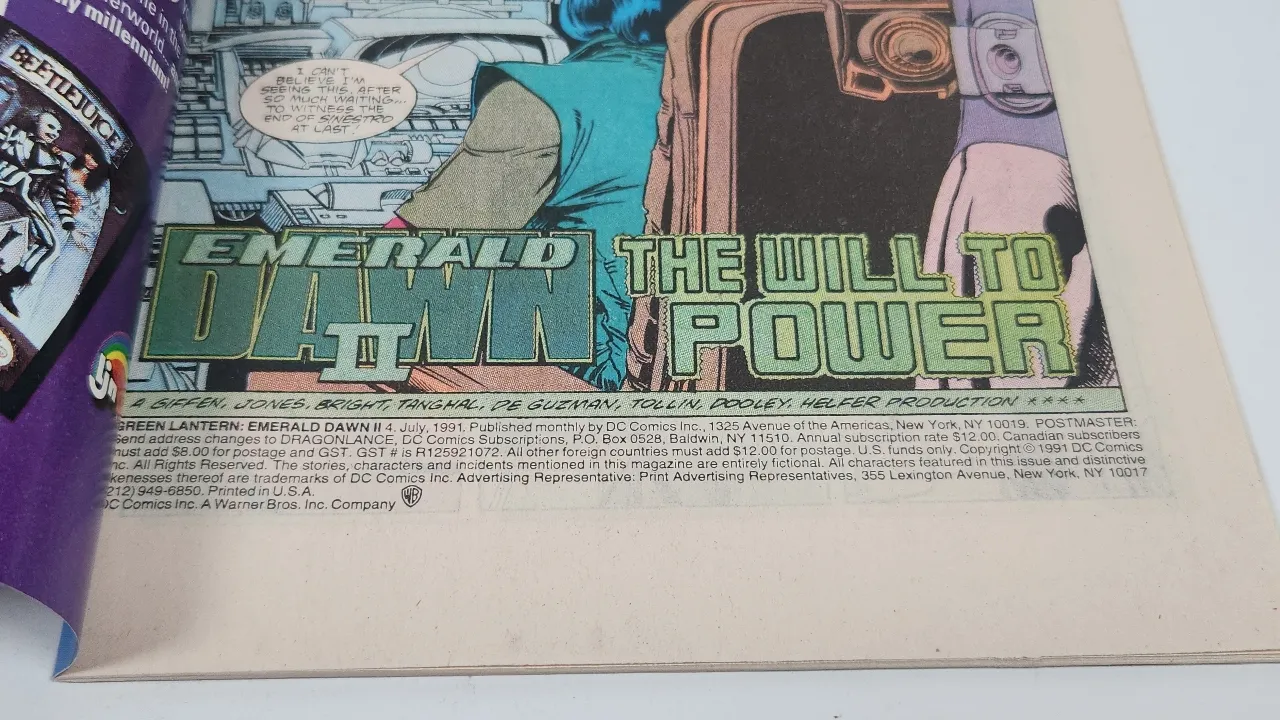 erworld
ny millennium!
BEETLEJUICE
LJN
I CAN'T
BELIEVE I'M
SEEING THIS. AFTER
SO MUCH WAITING...
TO WITNESS THE
END OF SINESTRO
AT LAST!
EMERALD
DAWN
II
THE WILL TO
POWER
A GIFFEN, JONES, BRIGHT, TANGHAL, DE GUZMAN, TOLLIN, DOOLEY, HELFER PRODUCTION ★★★★
GREEN LANTERN: EMERALD DAWN II 4. July, 1991. Published monthly by DC Comics Inc., 1325 Avenue of the Americas, New York, NY 10019. POSTMASTER:
Send address changes to DRAGONLANCE, DC Comics Subscriptions, P.O. Box 0528, Baldwin, NY 11510. Annual subscription rate $12.00. Canadian subscribers
must add $8.00 for postage and GST. GST # is R125921072. All other foreign countries must add $12.00 for postage. U.S. funds only. Copyright © 1991 DC Comics
nc. All Rights Reserved. The stories, characters and incidents mentioned in this magazine are entirely fictional. All characters featured in this issue and distinctive
kenesses thereof are trademarks of DC Comics Inc. Advertising Representative: Print Advertising Representatives, 355 Lexington Avenue, New York, NY 10017
212) 949-6850. Printed in U.S.A.
DC Comics Inc. A Warner Bros. Inc. Company WB